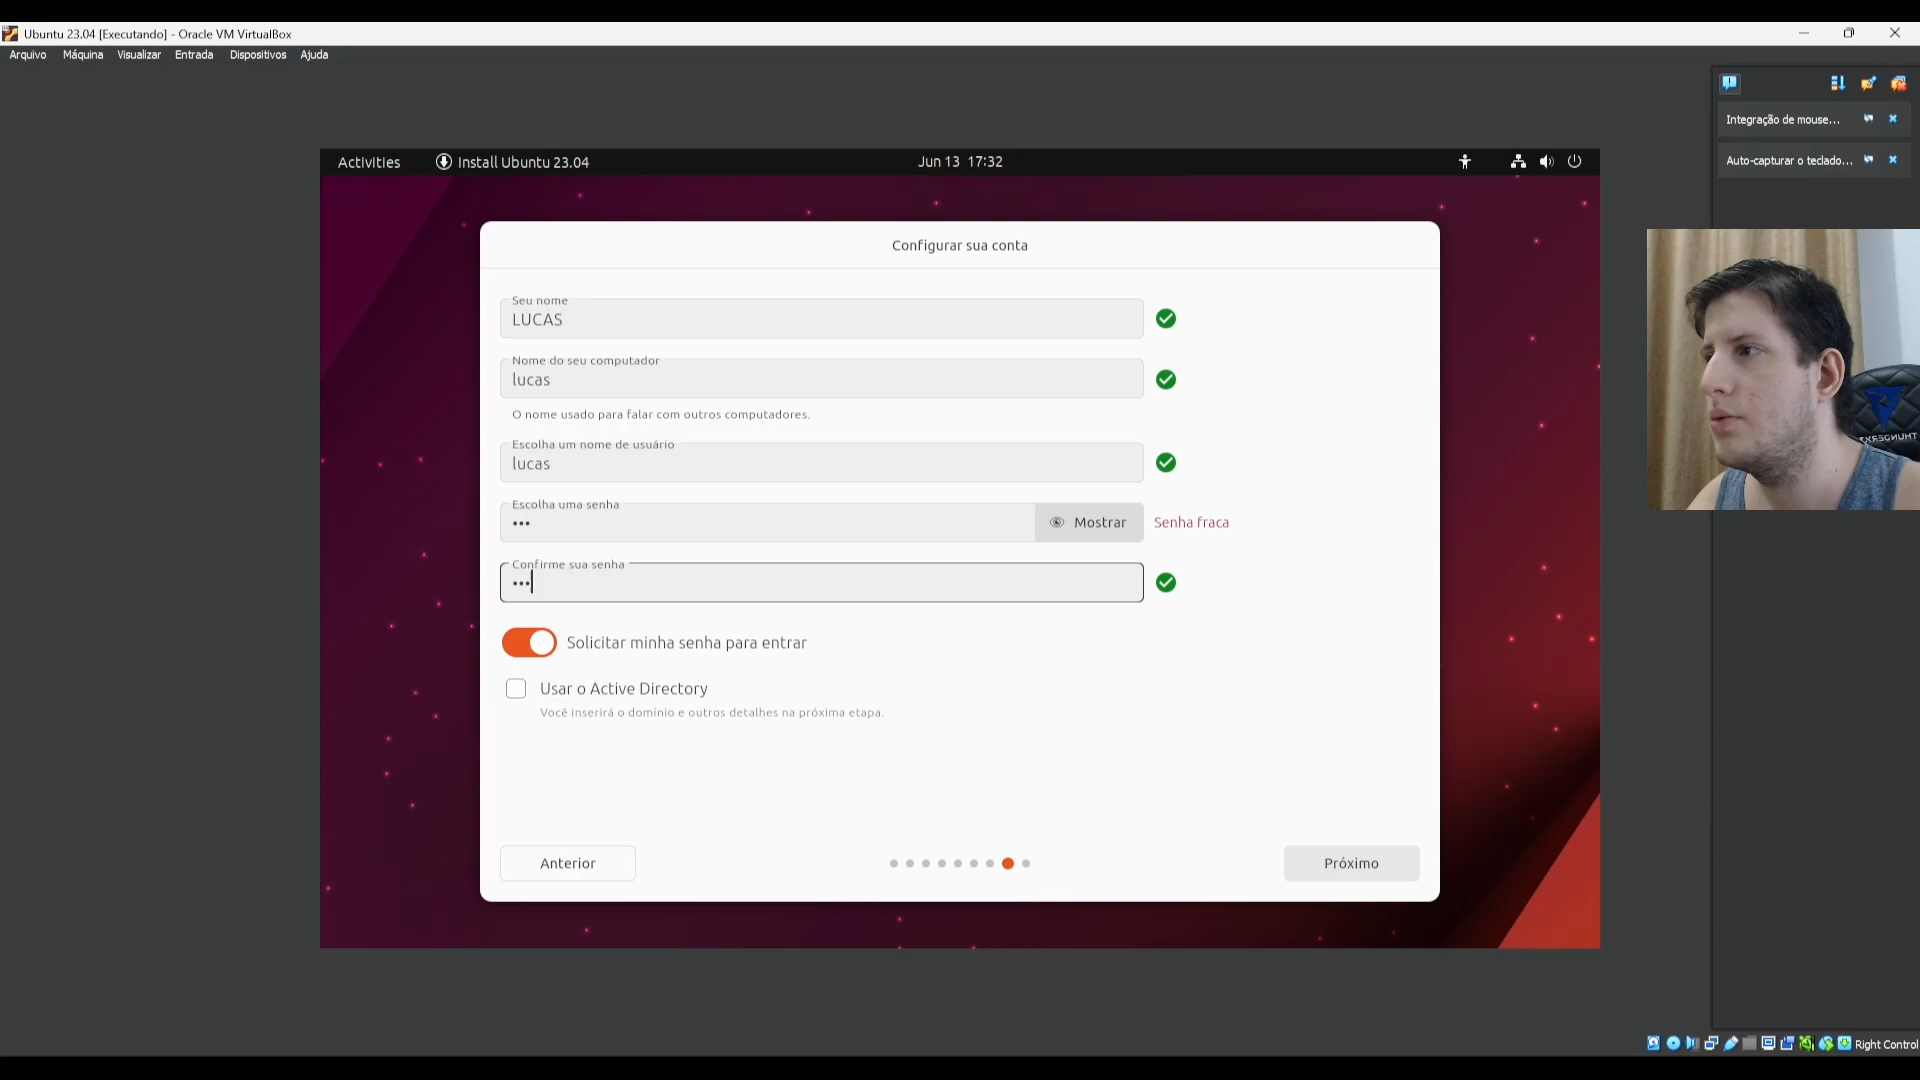 Ubuntu 23.04 [Executando] - Oracle VM VirtualBox
Arquivo Máquina Visualizar Entrada Dispositivos Ajuda
Integração de mouse...
Auto-capturar o teclado...
Activities Install Ubuntu 23.04 Jun 13 17:32
Configurar sua conta
Seu nome
LUCAS
Nome do seu computador
lucas
O nome usado para falar com outros computadores.
Escolha um nome de usuário
lucas
Escolha uma senha
•••
Mostrar
Senha fraca
Confirme sua senha
•••
Solicitar minha senha para entrar
Usar o Active Directory
Você inserirá o domínio e outros detalhes na próxima etapa.
Anterior
Próximo
THUNDERX3
Right Control